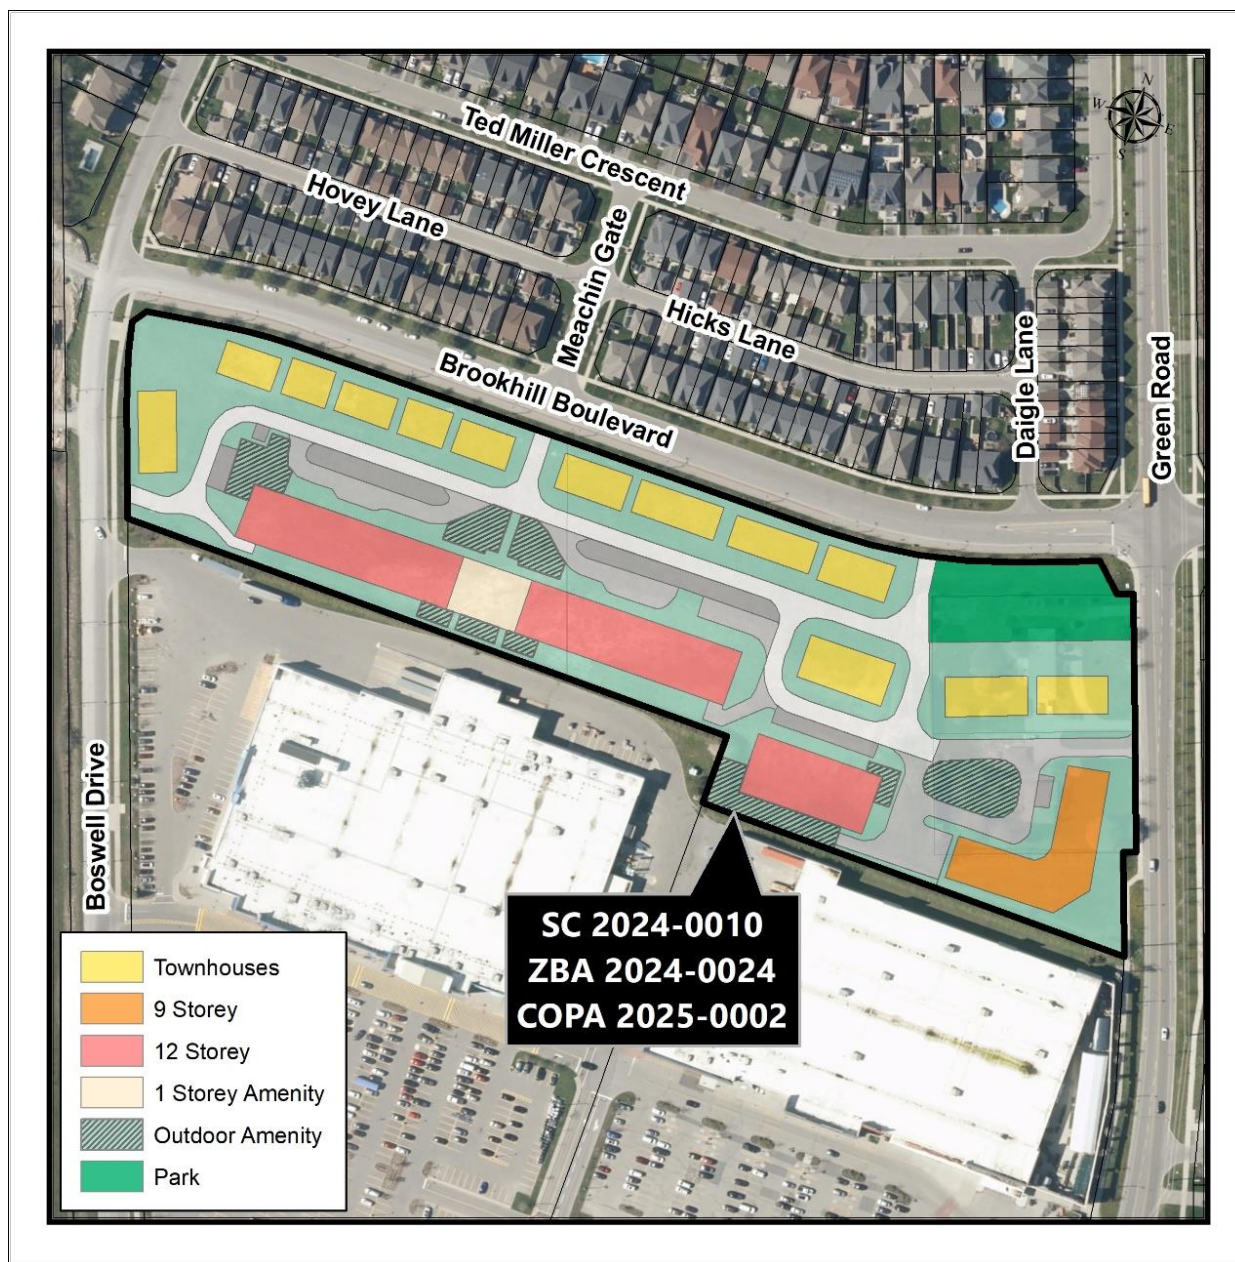 N
W
E
S
Ted Miller Crescent
Hovey Lane
Meachin Gate
Hicks Lane
Brookhill Boulevard
Daigle Lane
Green Road
Boswell Drive
SC 2024-0010
ZBA 2024-0024
COPA 2025-0002
Townhouses
9 Storey
12 Storey
1 Storey Amenity
Outdoor Amenity
Park